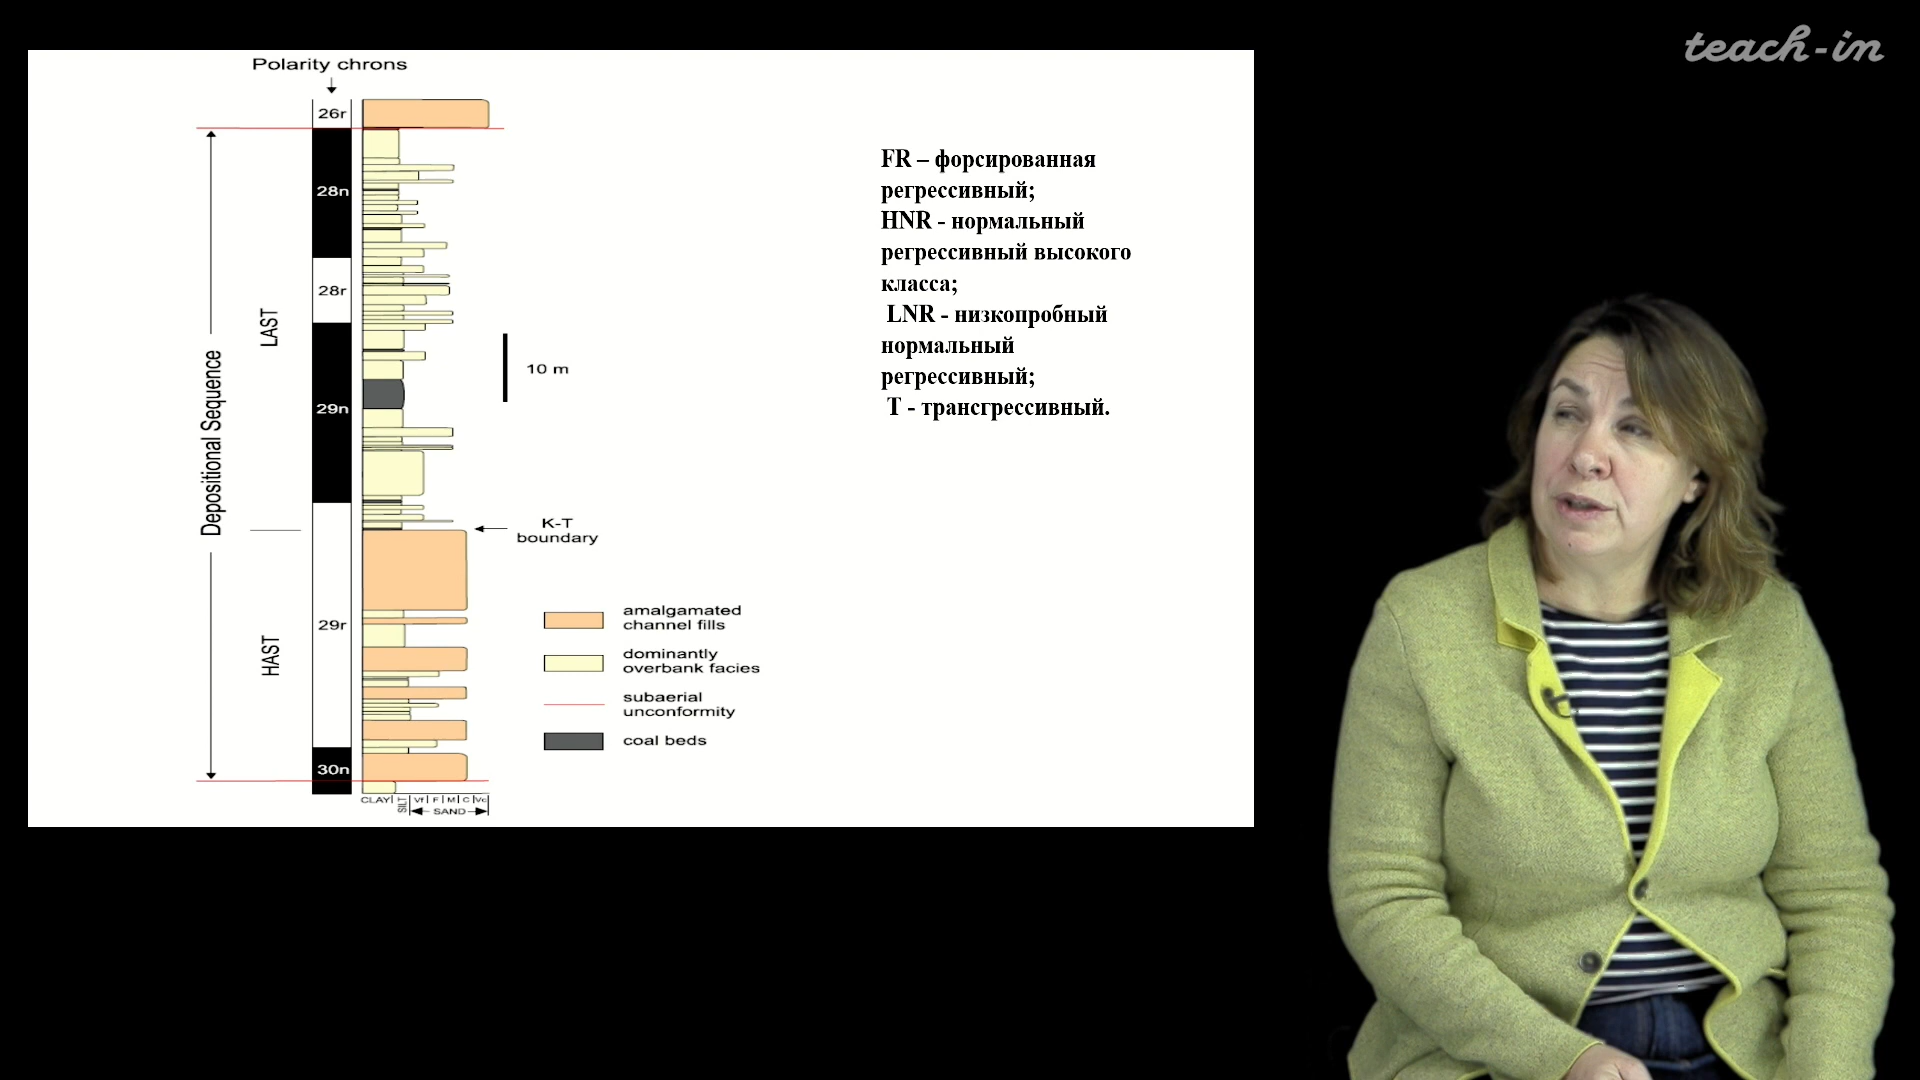 teach-in
Polarity chrons
26r
28n
28r
LAST
10 m
29n
Depositional Sequence
K-T
boundary
29r
HAST
30n
amalgamated
channel fills
dominantly
overbank facies
subaerial
unconformity
coal beds
CLAY SILT Vf F M C Vc
SAND
FR – форсированная
регрессивный;
HNR - нормальный
регрессивный высокого
класса;
LNR - низкопробный
нормальный
регрессивный;
T - трансгрессивный.